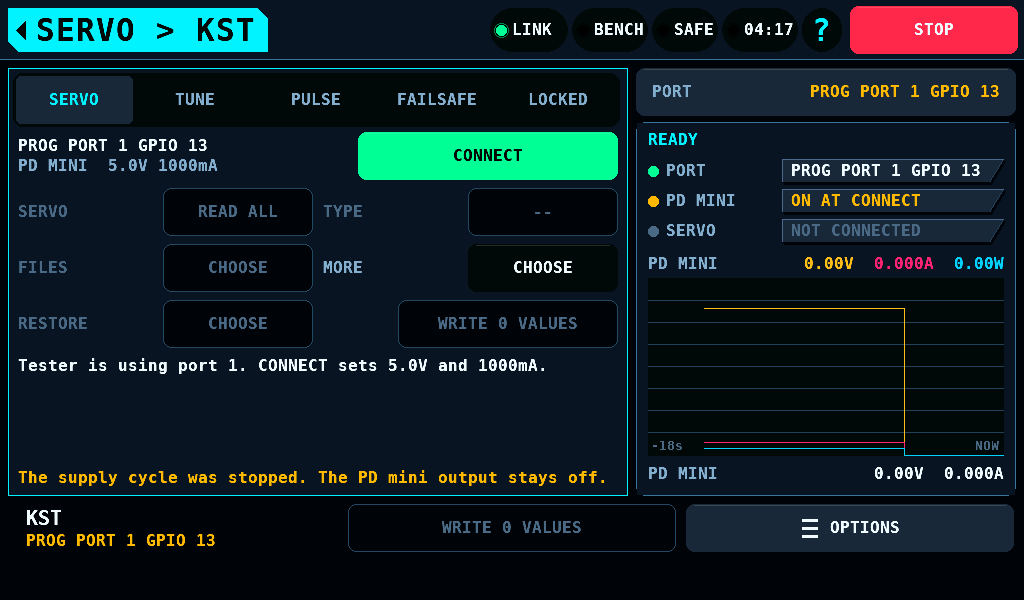 SERVO > KST
LINK
BENCH
SAFE
04:17
?
STOP
SERVO
TUNE
PULSE
FAILSAFE
LOCKED
PROG PORT 1 GPIO 13
PD MINI  5.0V 1000mA
CONNECT
SERVO
READ ALL
TYPE
--
FILES
CHOOSE
MORE
CHOOSE
RESTORE
CHOOSE
WRITE 0 VALUES
Tester is using port 1. CONNECT sets 5.0V and 1000mA.
The supply cycle was stopped. The PD mini output stays off.
PORT
PROG PORT 1 GPIO 13
READY
PORT
PROG PORT 1 GPIO 13
PD MINI
ON AT CONNECT
SERVO
NOT CONNECTED
PD MINI
0.00V
0.000A
0.00W
-18s
NOW
PD MINI
0.00V
0.000A
KST
PROG PORT 1 GPIO 13
WRITE 0 VALUES
OPTIONS